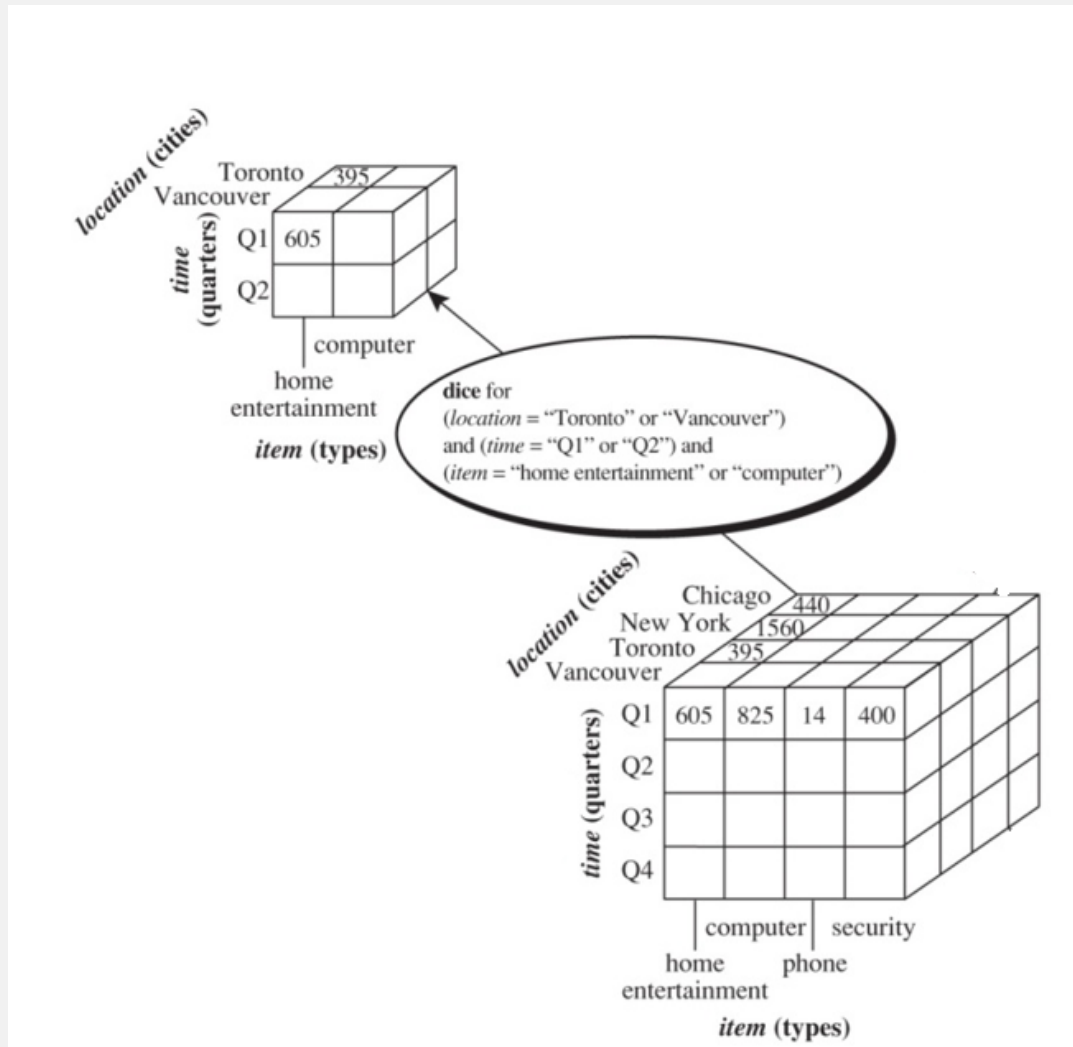 location (cities)
Toronto 395
Vancouver
time
(quarters)
Q1 605
Q2
computer
home
entertainment
item (types)
dice for
(location = “Toronto” or “Vancouver”)
and (time = “Q1” or “Q2”) and
(item = “home entertainment” or “computer”)
location (cities)
Chicago 440
New York 1560
Toronto 395
Vancouver
time (quarters)
Q1 605 825 14 400
Q2
Q3
Q4
computer security
home phone
entertainment
item (types)